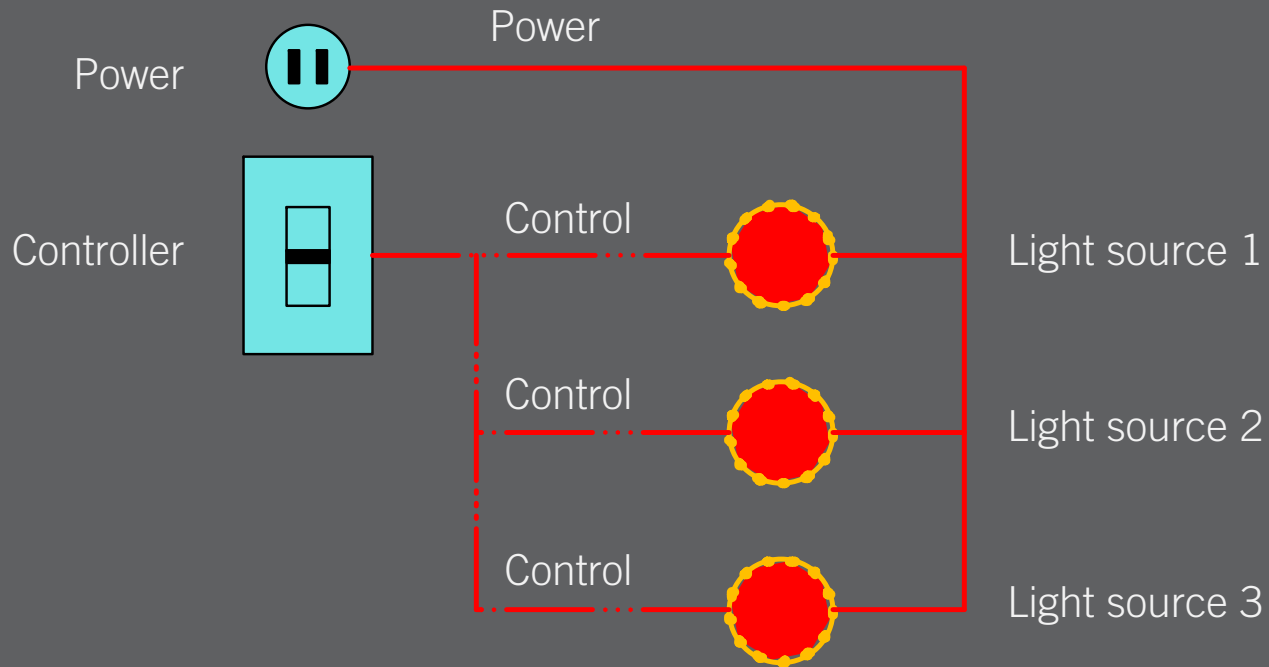 Power
Power
Controller
Control
Light source 1
Control
Light source 2
Control
Light source 3